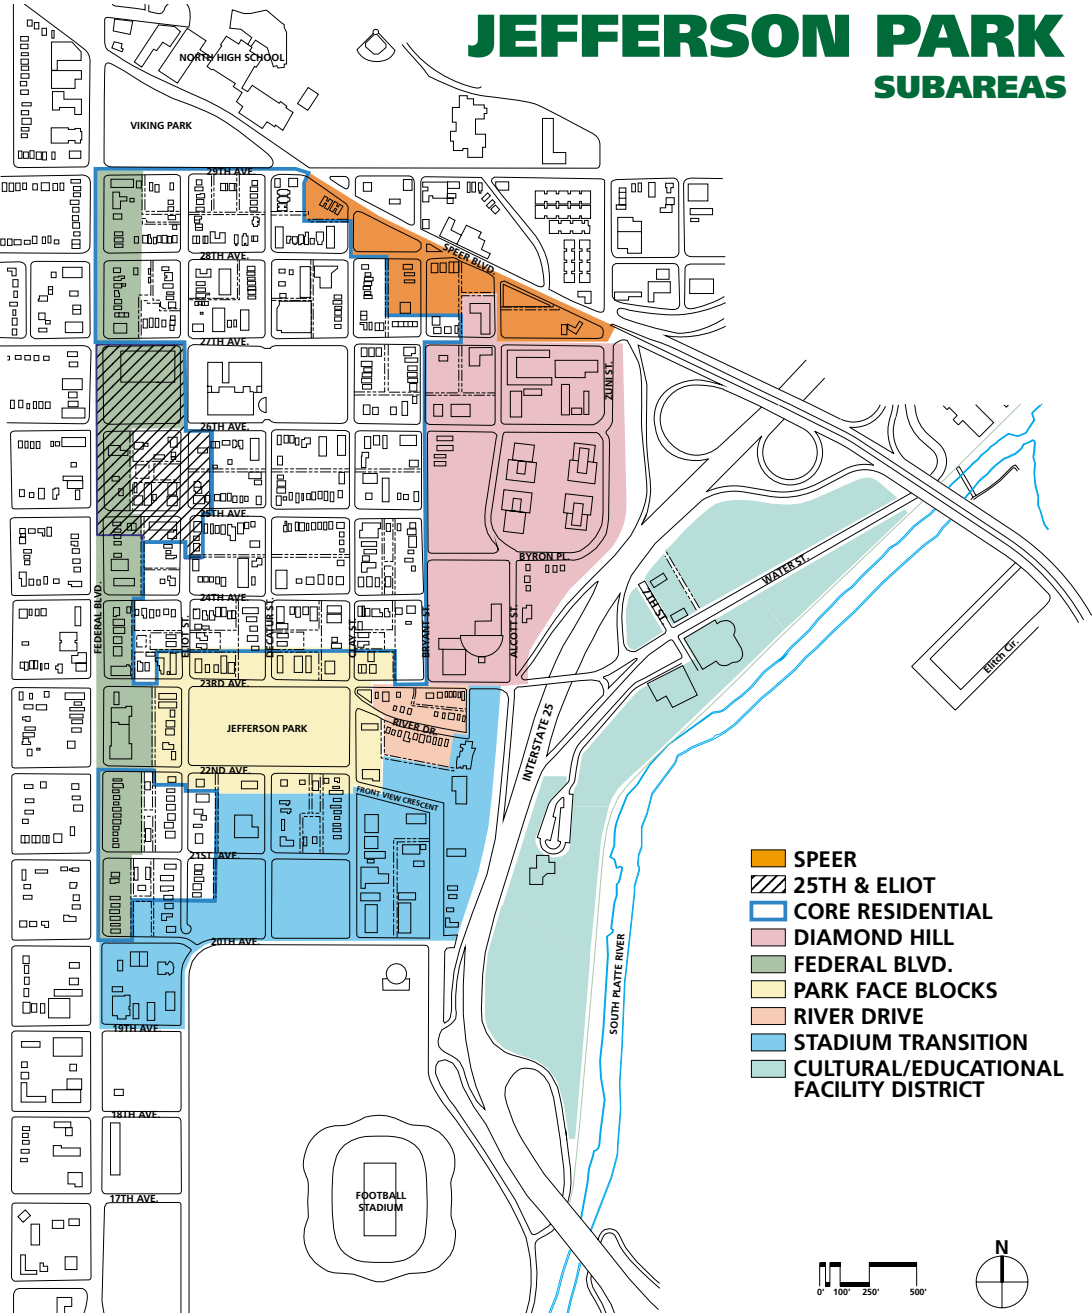 JEFFERSON PARK
SUBAREAS
NORTH HIGH SCHOOL
VIKING PARK
29TH AVE.
SPEER BLVD.
28TH AVE.
27TH AVE.
ZUNI ST.
26TH AVE.
25TH AVE.
BYRON PL.
WATER ST.
7TH ST
24TH AVE.
FEDERAL BLVD.
ELIOT ST.
DECATUR ST.
CLAY ST.
BRYANT ST.
ALCOTT ST.
Elitch Cir.
23RD AVE.
JEFFERSON PARK
RIVER DR.
INTERSTATE 25
22ND AVE.
FRONT VIEW CRESCENT
21ST AVE.
20TH AVE.
SOUTH PLATTE RIVER
19TH AVE.
18TH AVE.
17TH AVE.
FOOTBALL
STADIUM
SPEER
25TH & ELIOT
CORE RESIDENTIAL
DIAMOND HILL
FEDERAL BLVD.
PARK FACE BLOCKS
RIVER DRIVE
STADIUM TRANSITION
CULTURAL/EDUCATIONAL
FACILITY DISTRICT
N
0' 100' 250' 500'